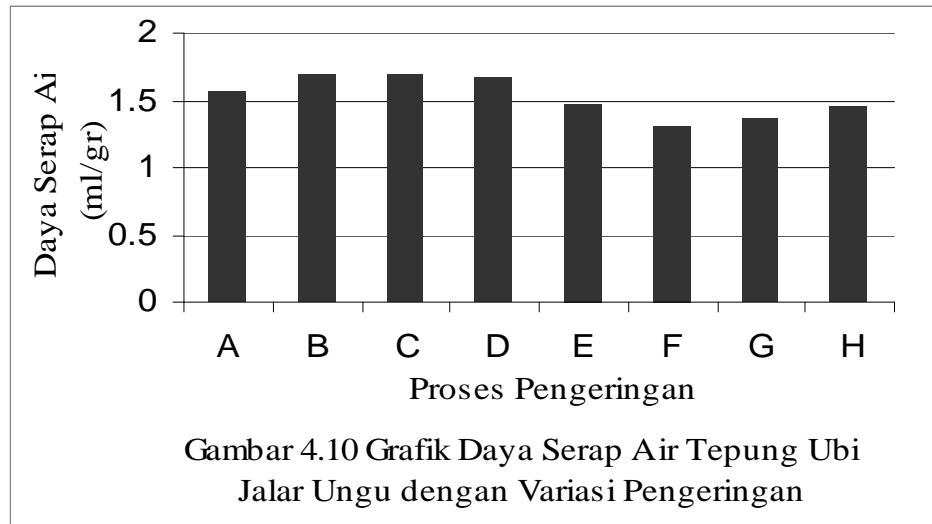 2
1.5
1
0.5
0
Daya Serap Ai
(ml/gr)
A B C D E F G H
Proses Pengeringan
Gambar 4.10 Grafik Daya Serap Air Tepung Ubi
Jalar Ungu dengan Variasi Pengeringan